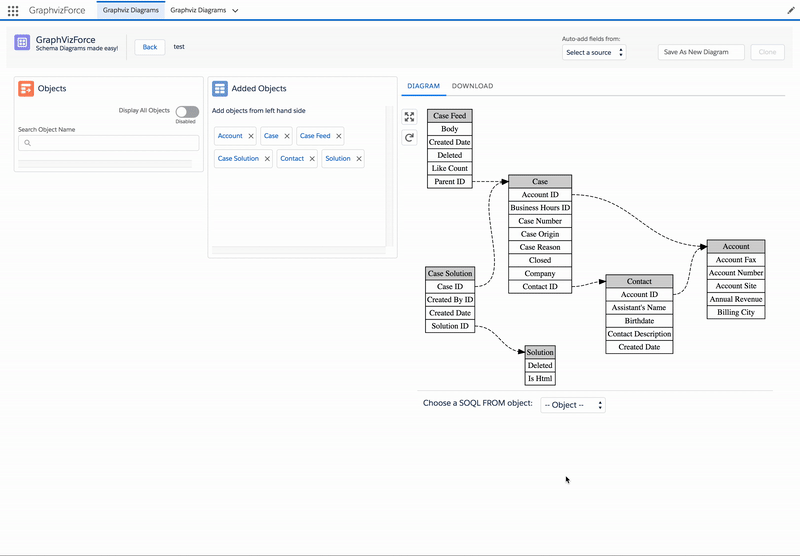 GraphvizForce
Graphviz Diagrams
Graphviz Diagrams
GraphVizForce
Schema Diagrams made easy!
Back
test
Auto-add fields from:
Select a source
Save As New Diagram
Clone
Objects
Display All Objects
Disabled
Search Object Name
Added Objects
Add objects from left hand side
Account
Case
Case Feed
Case Solution
Contact
Solution
DIAGRAM
DOWNLOAD
Case Feed
Body
Created Date
Deleted
Like Count
Parent ID
Case
Account ID
Business Hours ID
Case Number
Case Origin
Case Reason
Closed
Company
Contact ID
Account
Account Fax
Account Number
Account Site
Annual Revenue
Billing City
Case Solution
Case ID
Created By ID
Created Date
Solution ID
Contact
Account ID
Assistant's Name
Birthdate
Contact Description
Created Date
Solution
Deleted
Is Html
Choose a SOQL FROM object:
-- Object --